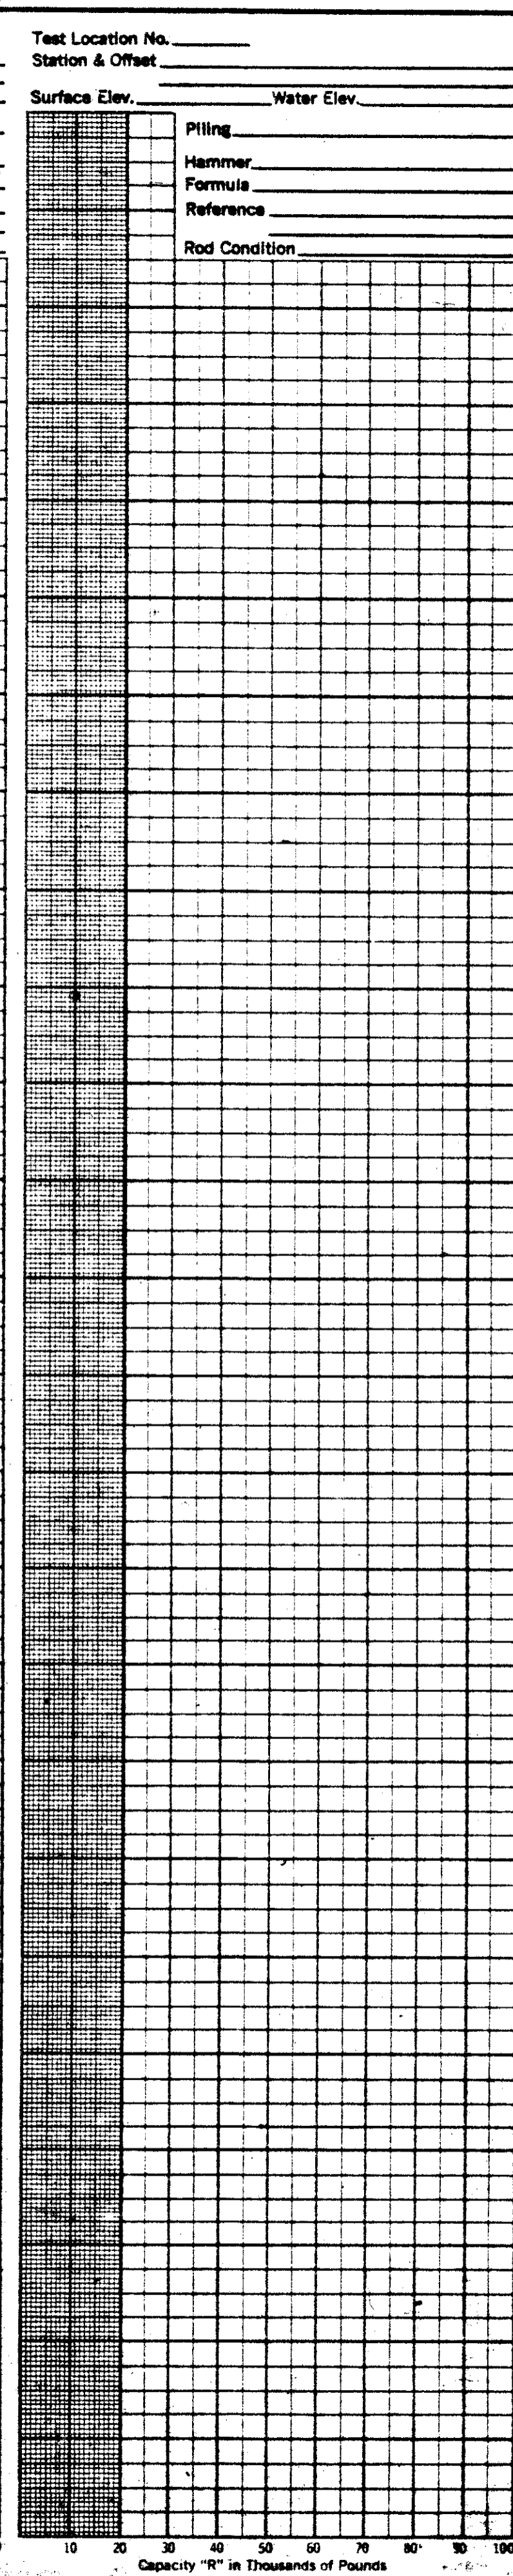 Test Location No.
Station & Offset
Surface Elev. Water Elev.
Piling
Hammer
Formula
Reference
Rod Condition
10 20 30 40 50 60 70 80 90 100
Capacity "R" in Thousands of Pounds